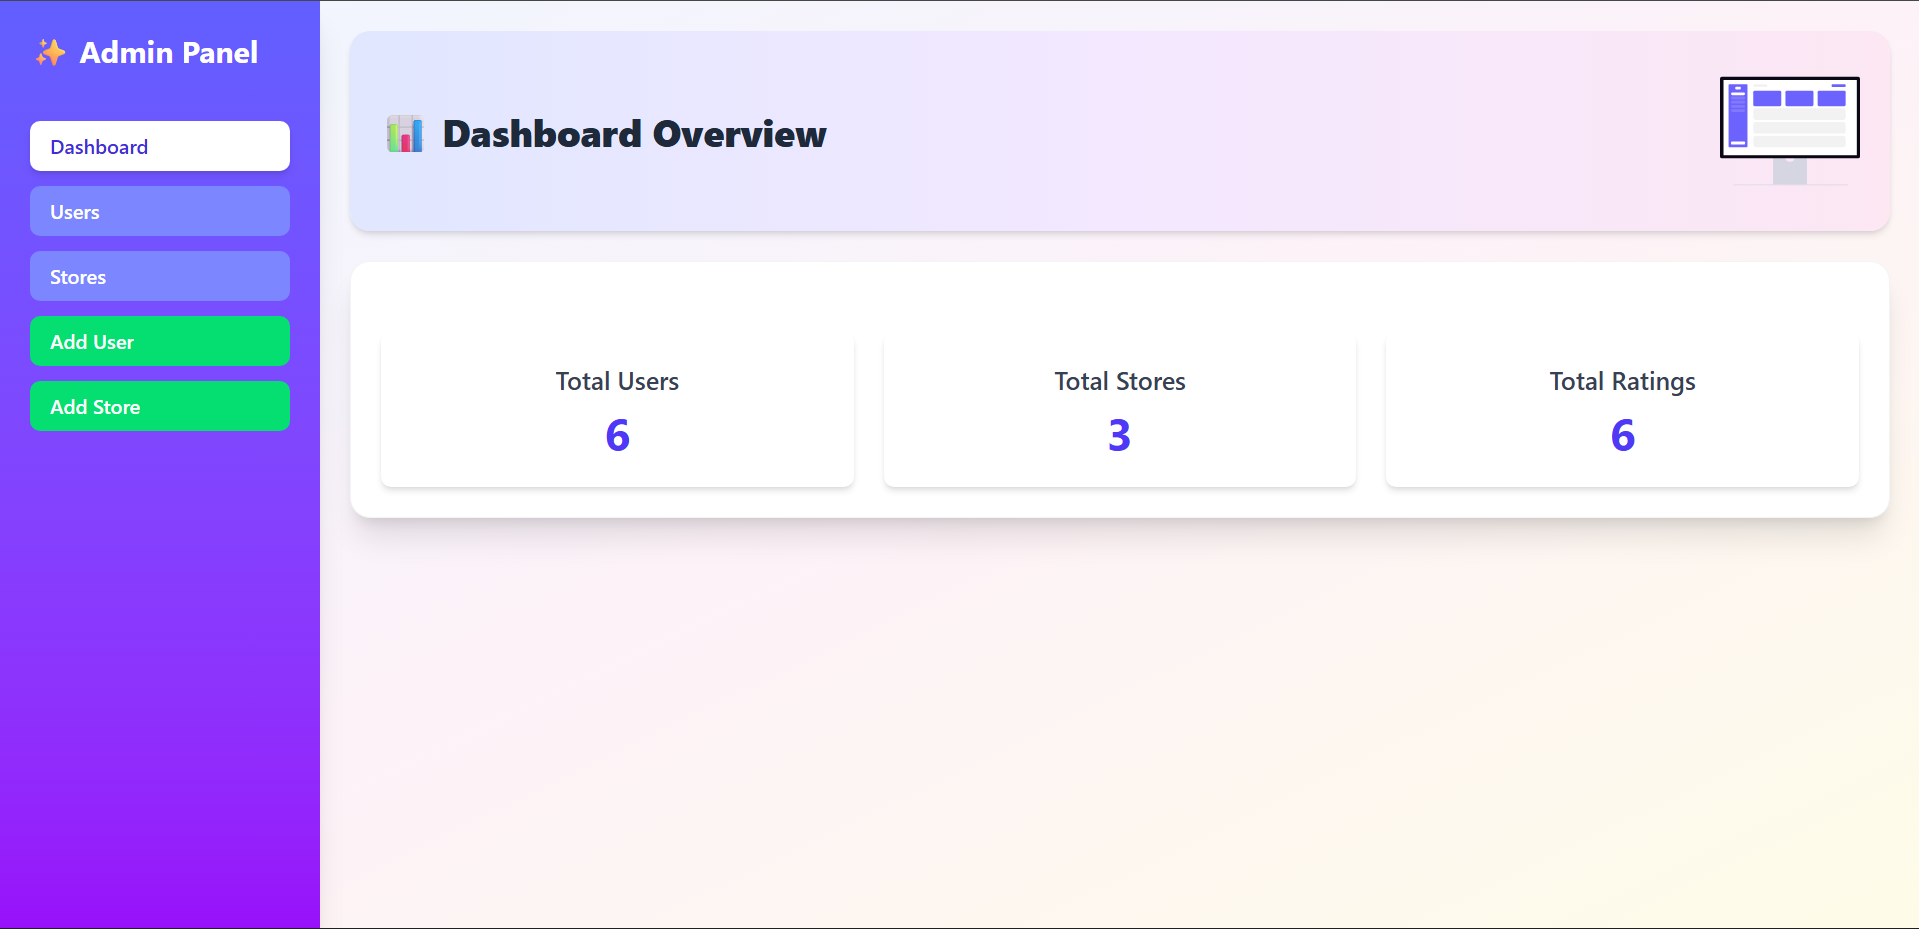 ✨ Admin Panel
Dashboard
Users
Stores
Add User
Add Store
📊 Dashboard Overview
Total Users
6
Total Stores
3
Total Ratings
6